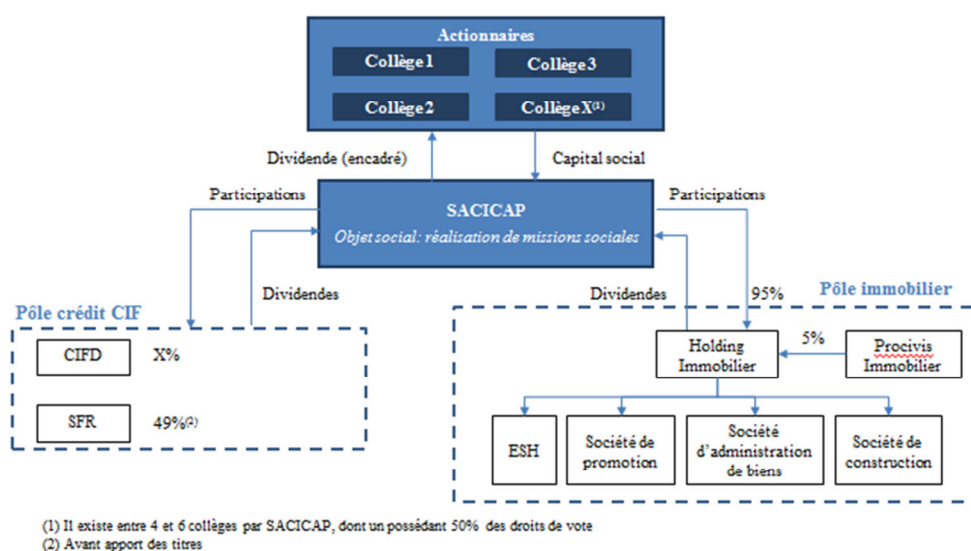 Actionnaires
Collège 1
Collège 3
Collège 2
Collège X(1)
Dividende (encadré)
Capital social
Participations
SACICAP
Objet social: réalisation de missions sociales
Participations
Dividendes
Dividendes
95%
Pôle crédit CIF
Pôle immobilier
CIFD
X%
Holding
Immobilier
5%
Procivis
Immobilier
SFR
49%(2)
ESH
Société de
promotion
Société
d'administration
de biens
Société de
construction
(1) Il existe entre 4 et 6 collèges par SACICAP, dont un possédant 50% des droits de vote
(2) Avant apport des titres